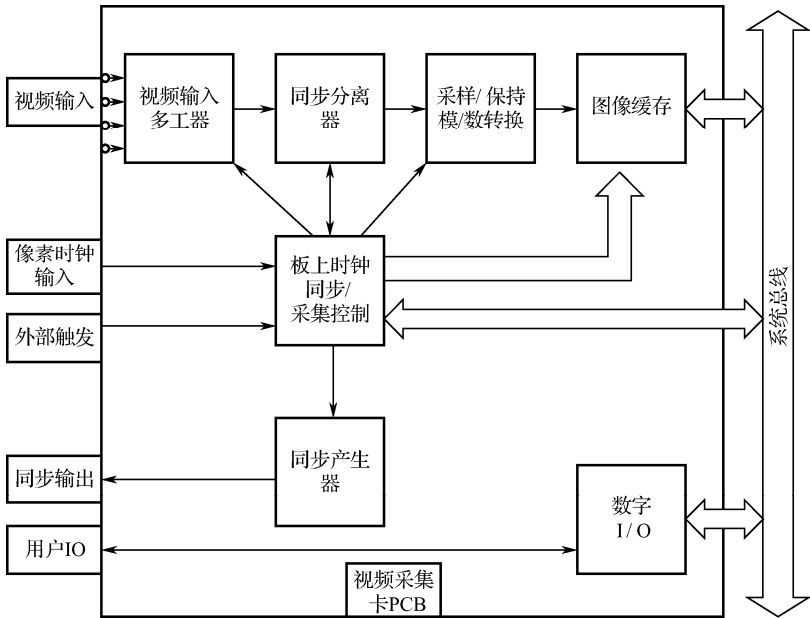 视频输入
视频输入
多工器
同步分离
器
采样/保持
模/数转换
图像缓存
像素时钟
输入
板上时钟
同步/
采集控制
外部触发
系统总线
同步输出
同步产生
器
数字
I/O
用户IO
视频采集
卡PCB